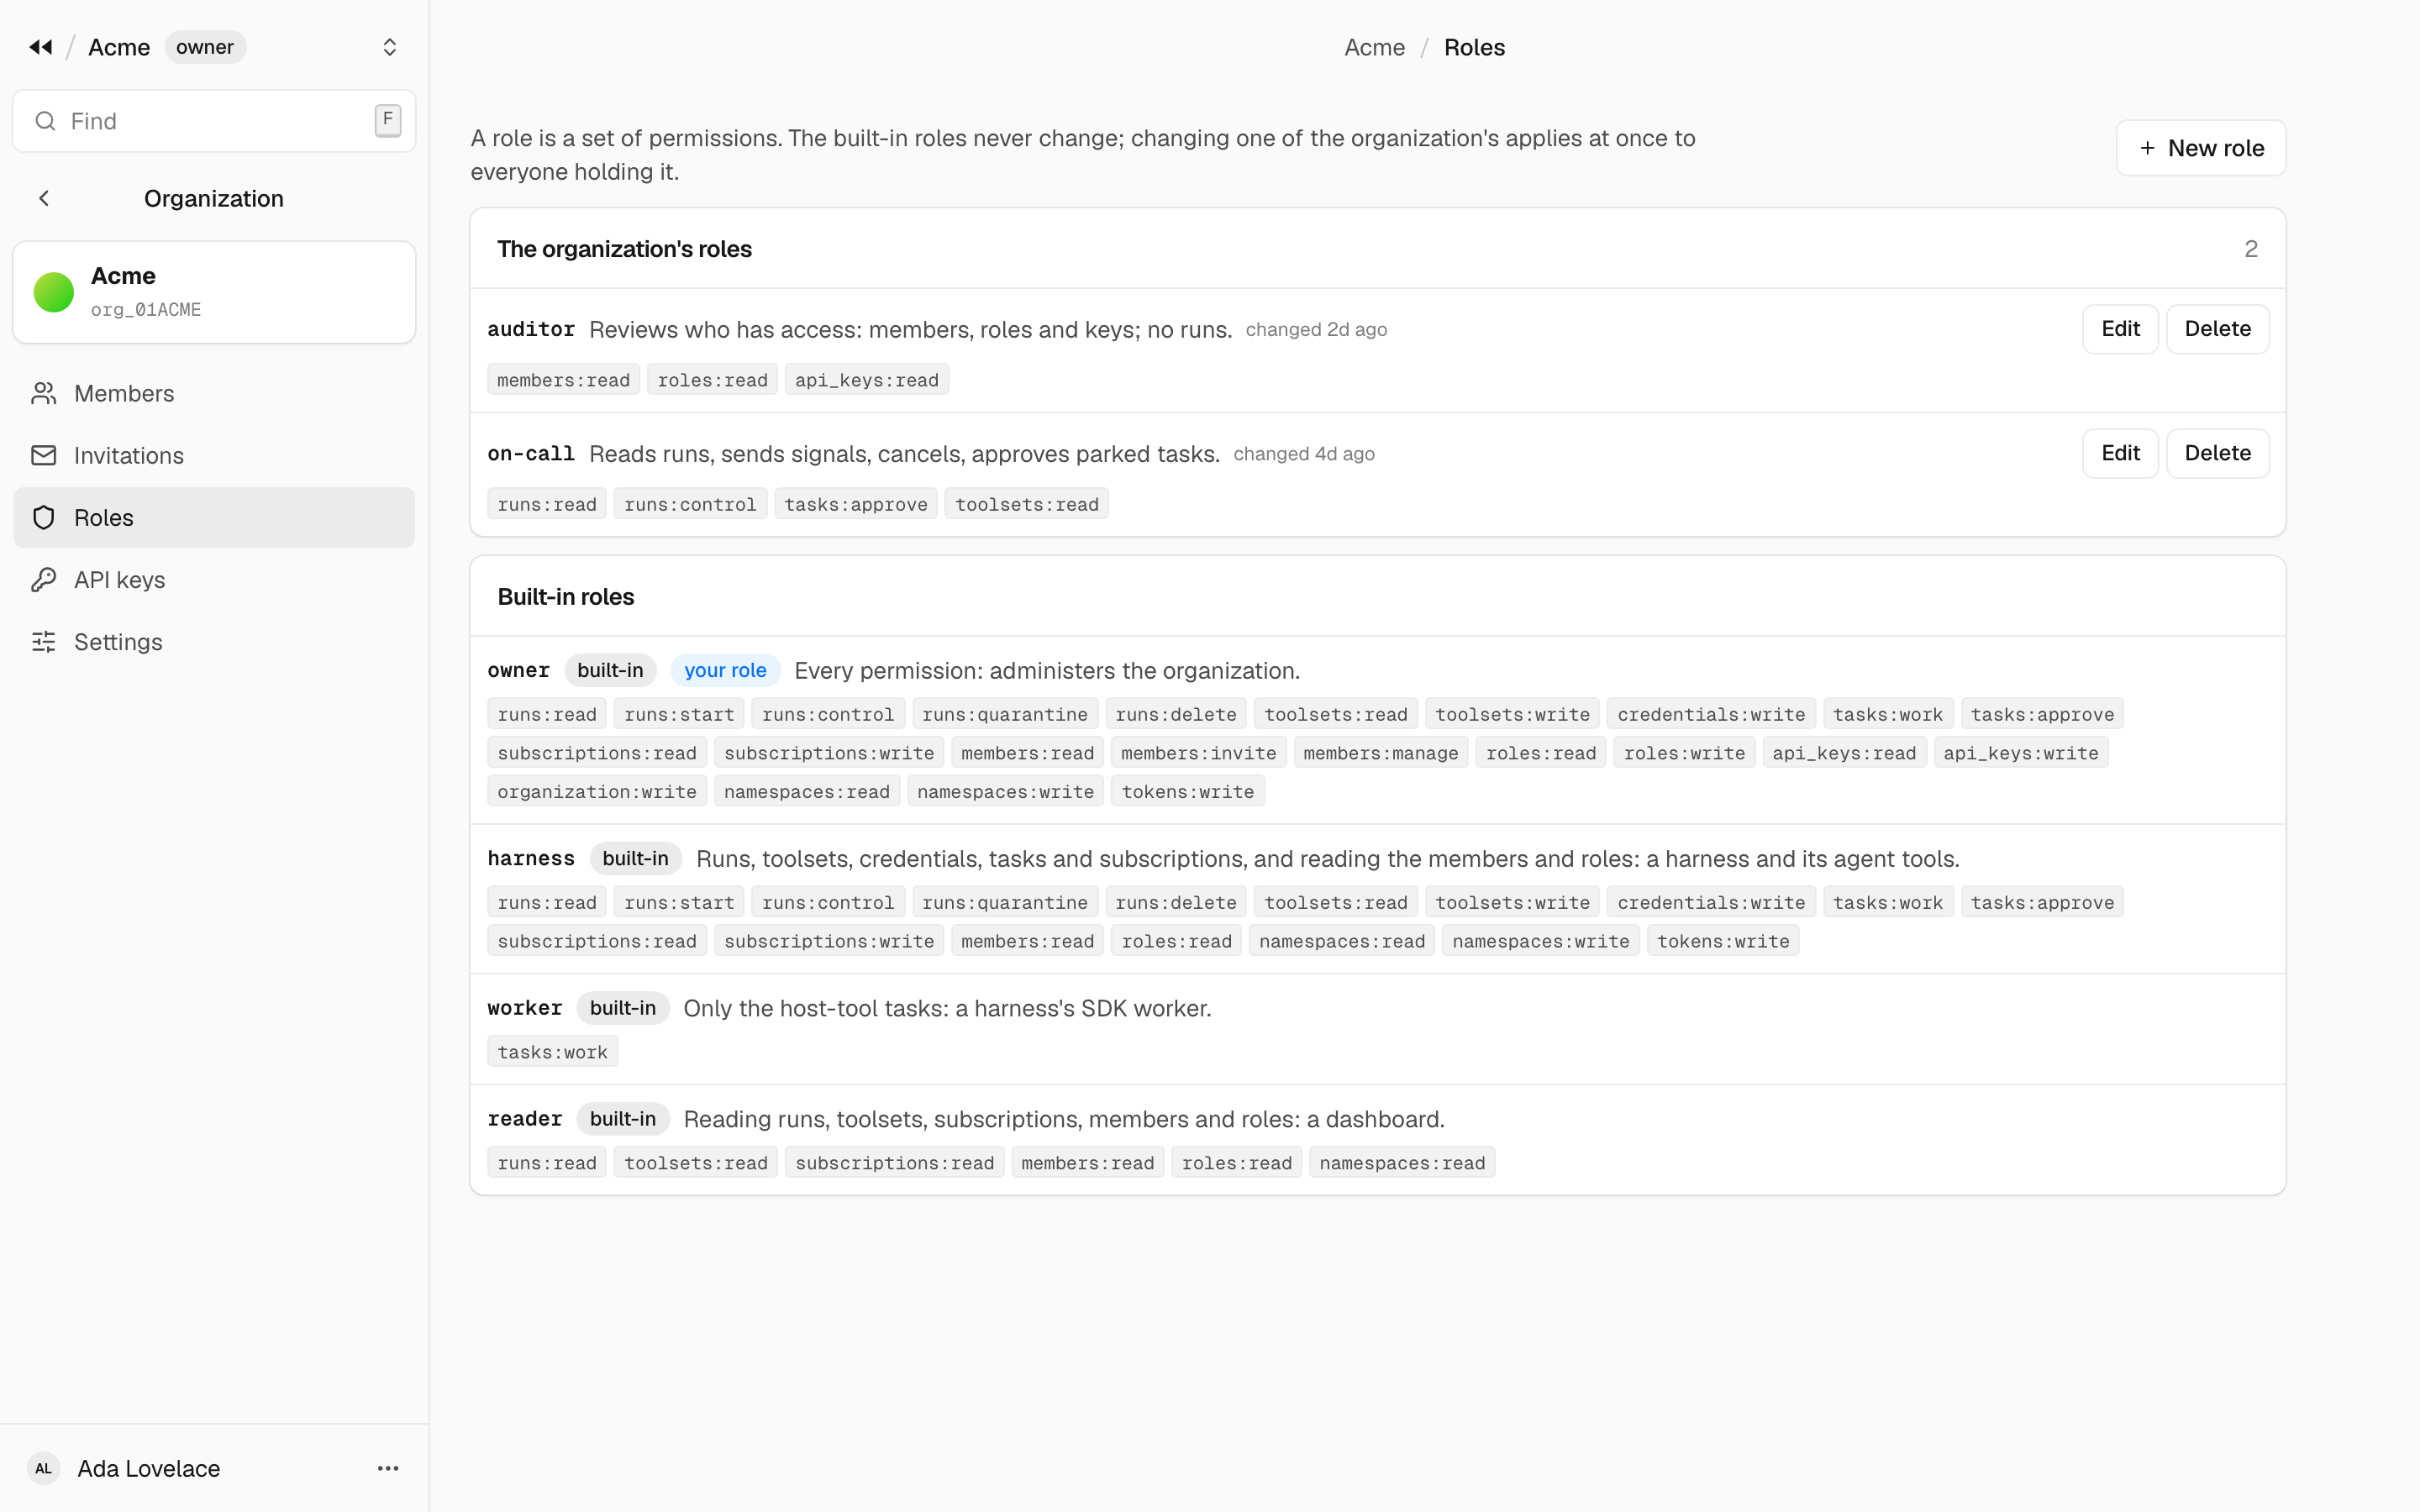 Acme owner
Find F
Organization
Acme
org_01ACME
Members
Invitations
Roles
API keys
Settings
AL Ada Lovelace
Acme / Roles
A role is a set of permissions. The built-in roles never change; changing one of the organization's applies at once to
everyone holding it.
+ New role
The organization's roles 2
auditor Reviews who has access: members, roles and keys; no runs. changed 2d ago Edit Delete
members:read roles:read api_keys:read
on-call Reads runs, sends signals, cancels, approves parked tasks. changed 4d ago Edit Delete
runs:read runs:control tasks:approve toolsets:read
Built-in roles
owner built-in your role Every permission: administers the organization.
runs:read runs:start runs:control runs:quarantine runs:delete toolsets:read toolsets:write credentials:write tasks:work tasks:approve
subscriptions:read subscriptions:write members:read members:invite members:manage roles:read roles:write api_keys:read api_keys:write
organization:write namespaces:read namespaces:write tokens:write
harness built-in Runs, toolsets, credentials, tasks and subscriptions, and reading the members and roles: a harness and its agent tools.
runs:read runs:start runs:control runs:quarantine runs:delete toolsets:read toolsets:write credentials:write tasks:work tasks:approve
subscriptions:read subscriptions:write members:read roles:read namespaces:read namespaces:write tokens:write
worker built-in Only the host-tool tasks: a harness's SDK worker.
tasks:work
reader built-in Reading runs, toolsets, subscriptions, members and roles: a dashboard.
runs:read toolsets:read subscriptions:read members:read roles:read namespaces:read